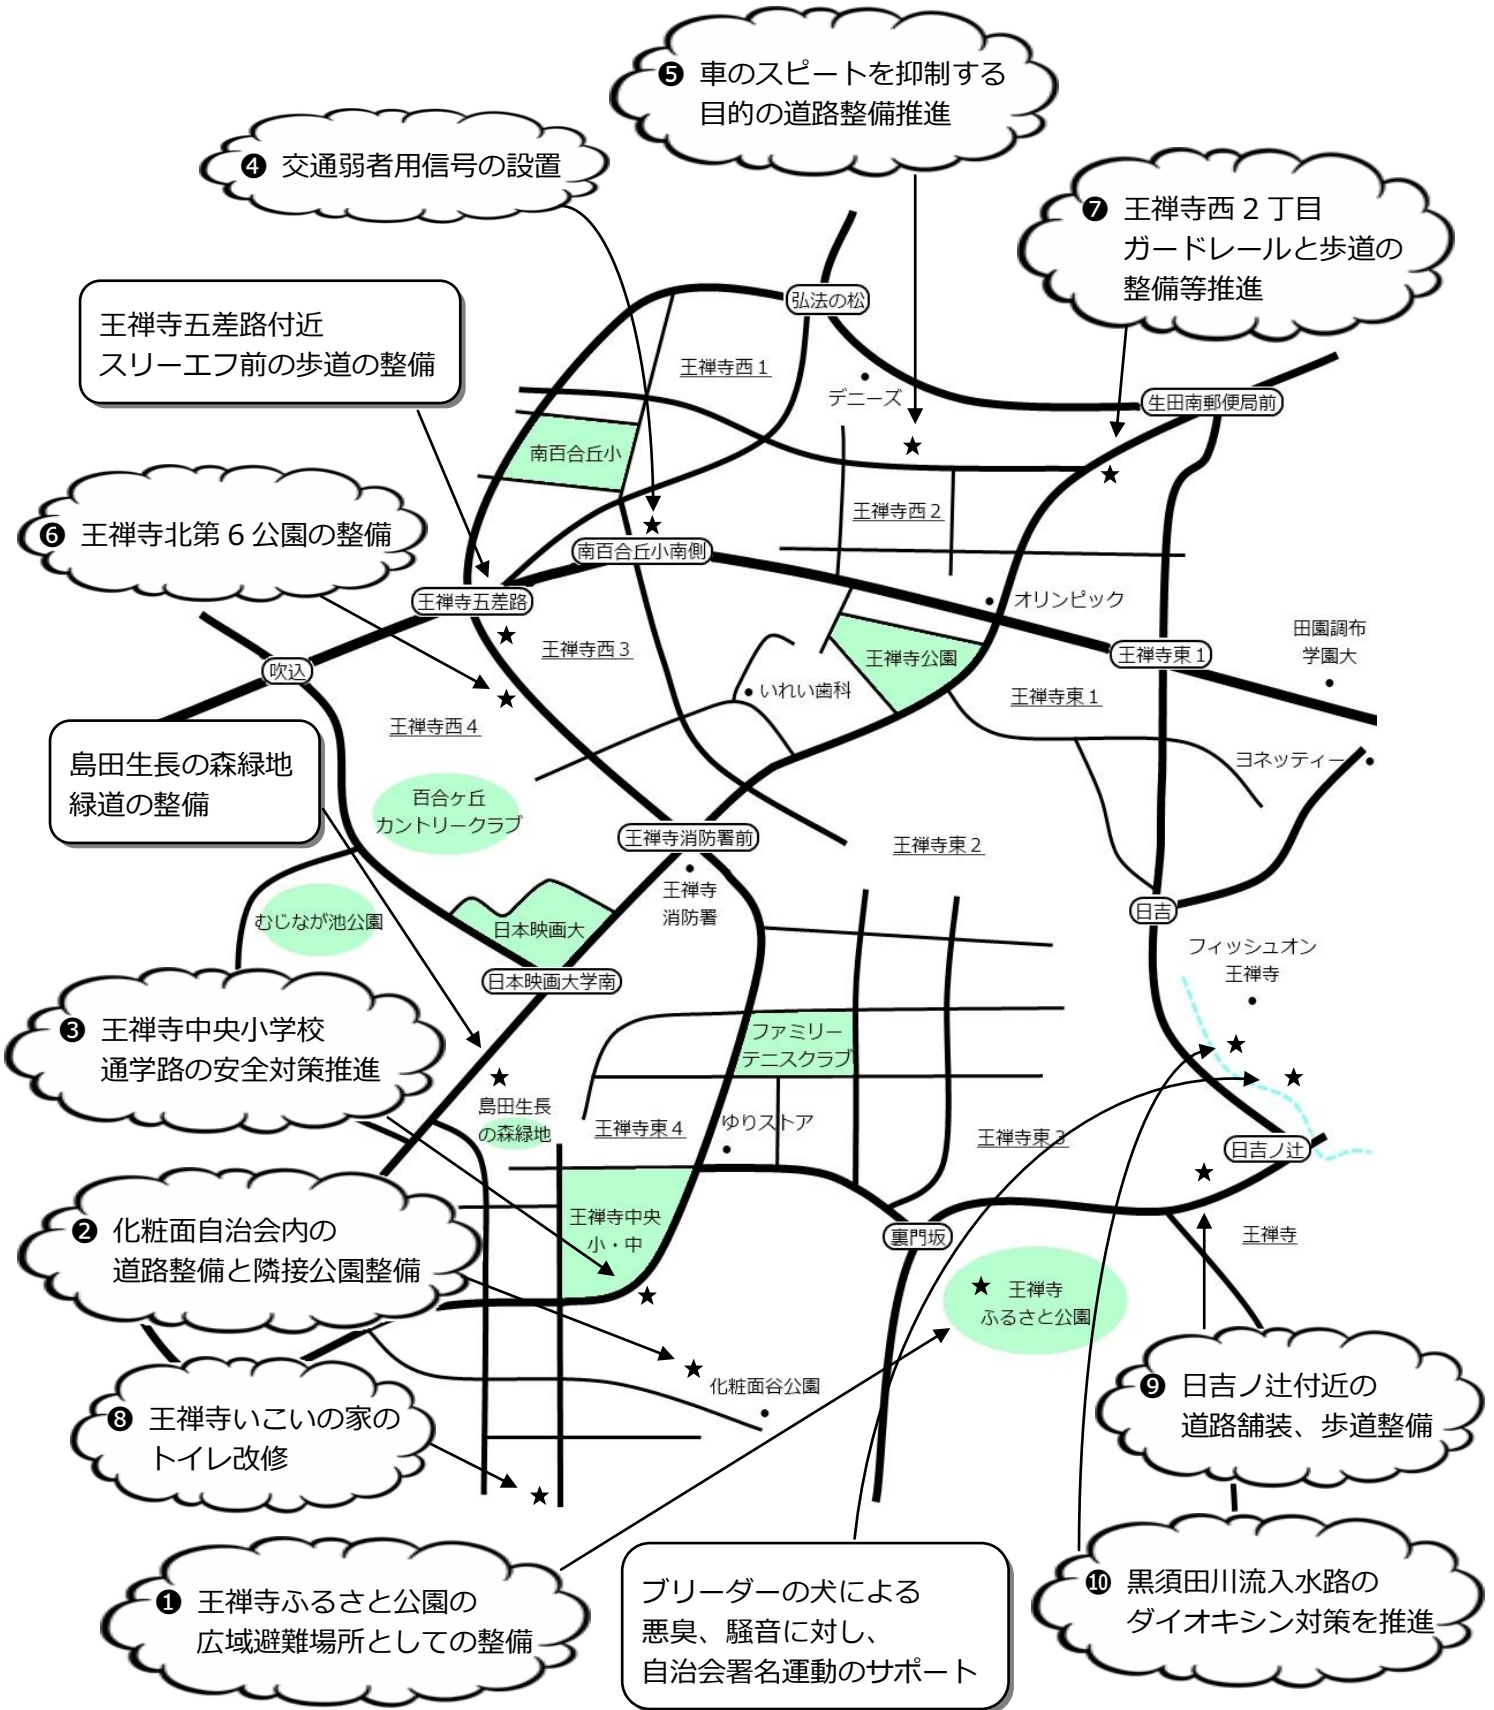 ❺ 車のスピートを抑制する
目的の道路整備推進
❹ 交通弱者用信号の設置
❼ 王禅寺西２丁目
ガードレールと歩道の
整備等推進
王禅寺五差路付近
スリーエフ前の歩道の整備
弘法の松
王禅寺西１
デニーズ
生田南郵便局前
南百合丘小
❻ 王禅寺北第６公園の整備
王禅寺西２
南百合丘小南側
王禅寺五差路
オリンピック
田園調布
学園大
王禅寺西３
王禅寺公園
王禅寺東１
吹込
いれい歯科
王禅寺東１
王禅寺西４
島田生長の森緑地
緑道の整備
ヨネッティー
百合ヶ丘
カントリークラブ
王禅寺消防署前
王禅寺東２
王禅寺
消防署
むじなが池公園
日本映画大
日吉
フィッシュオン
王禅寺
日本映画大学南
❸ 王禅寺中央小学校
通学路の安全対策推進
ファミリー
テニスクラブ
島田生長
の森緑地
王禅寺東４
ゆりストア
王禅寺東３
日吉ノ辻
❷ 化粧面自治会内の
道路整備と隣接公園整備
王禅寺中央
小・中
裏門坂
王禅寺
王禅寺
ふるさと公園
化粧面谷公園
❽ 王禅寺いこいの家の
トイレ改修
❾ 日吉ノ辻付近の
道路舗装、歩道整備
❶ 王禅寺ふるさと公園の
広域避難場所としての整備
ブリーダーの犬による
悪臭、騒音に対し、
自治会署名運動のサポート
❿ 黒須田川流入水路の
ダイオキシン対策を推進